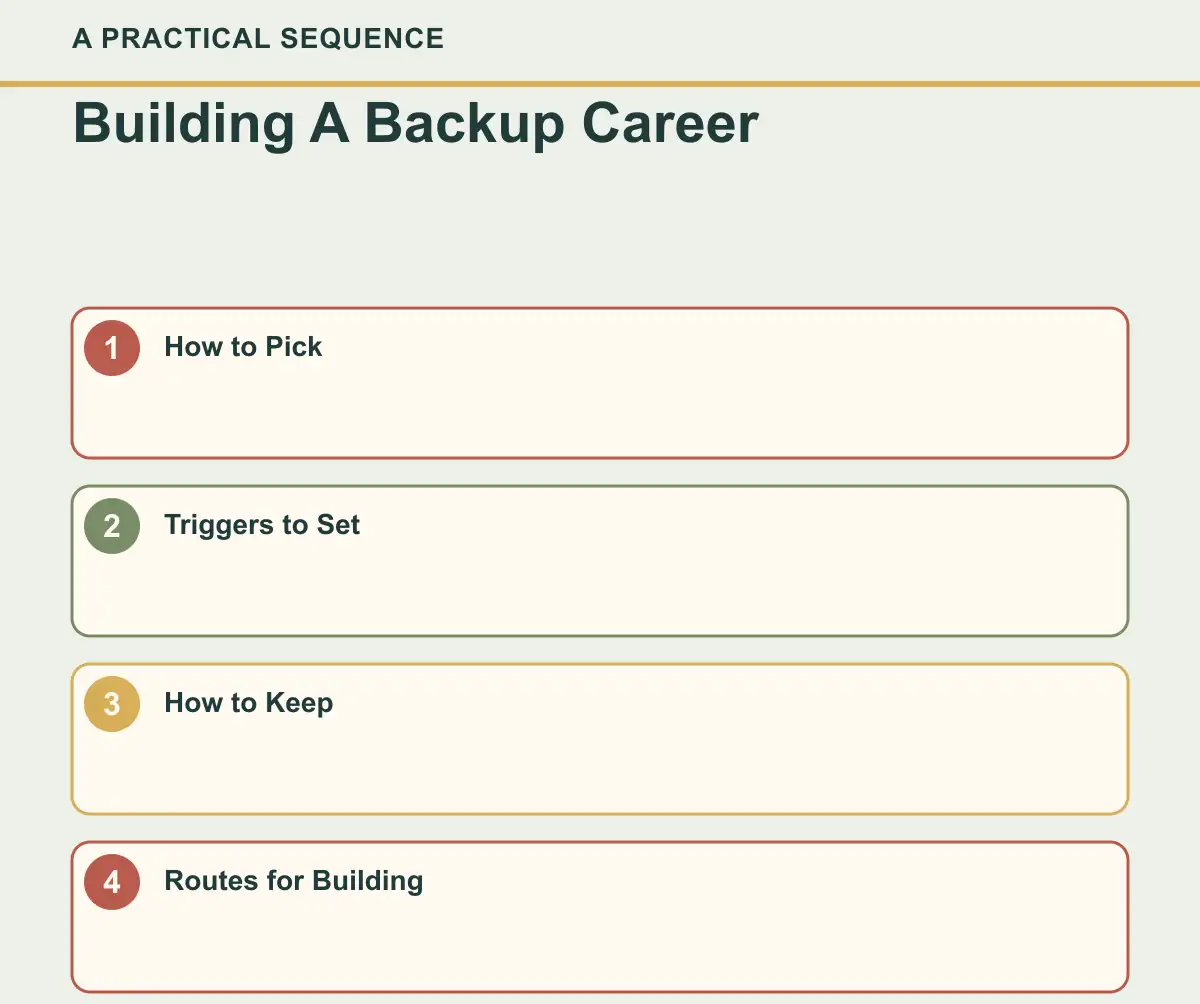 A PRACTICAL SEQUENCE
Building A Backup Career
1 How to Pick
2 Triggers to Set
3 How to Keep
4 Routes for Building